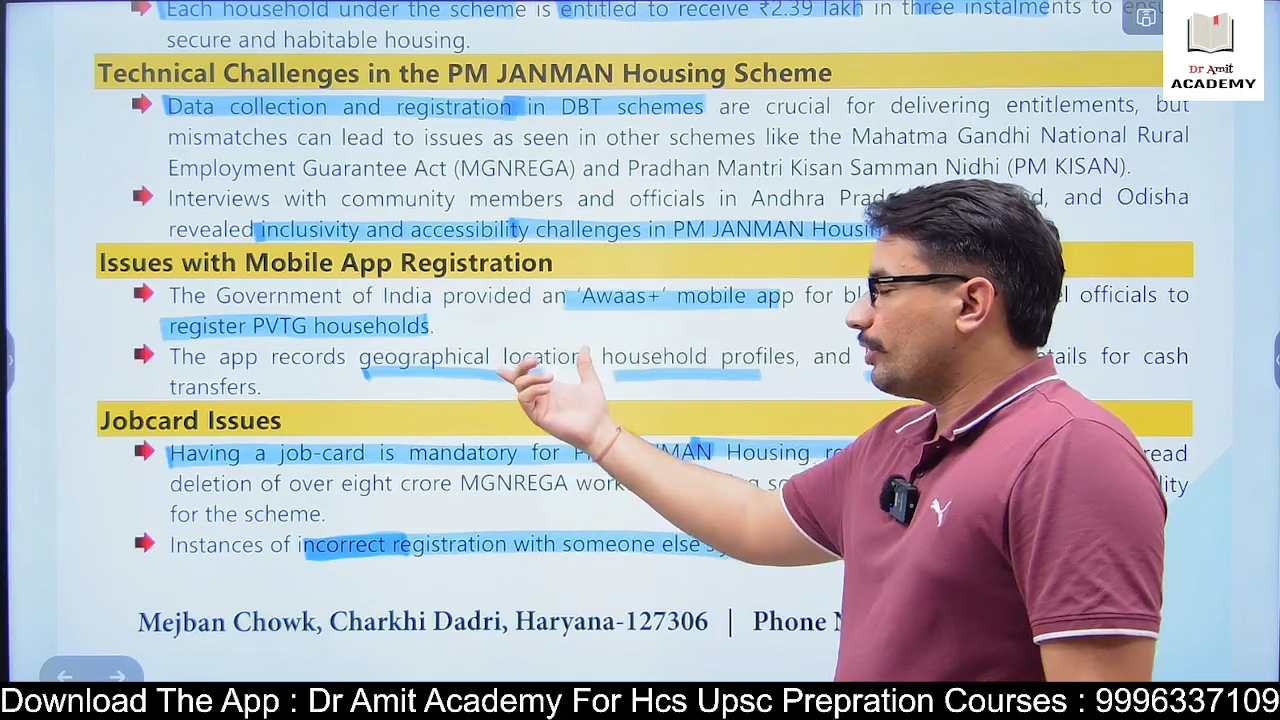 Each household under the scheme is entitled to receive ₹2.39 lakh in three instalments to
secure and habitable housing.
Dr Amit
ACADEMY
Technical Challenges in the PM JANMAN Housing Scheme
Data collection and registration in DBT schemes are crucial for delivering entitlements, but
mismatches can lead to issues as seen in other schemes like the Mahatma Gandhi National Rural
Employment Guarantee Act (MGNREGA) and Pradhan Mantri Kisan Samman Nidhi (PM KISAN).
Interviews with community members and officials in Andhra and Odisha
revealed inclusivity and accessibility challenges in PM JANMAN
Issues with Mobile App Registration
The Government of India provided an 'Awaas+' mobile app for officials to
register PVTG households.
The app records geographical location, household profiles, and for cash
transfers.
Jobcard Issues
Having a job-card is mandatory for Housing
deletion of over eight crore MGNREGA
for the scheme.
Instances of incorrect registration with someone else
Mejban Chowk, Charkhi Dadri, Haryana-127306 | Phone
Download The App : Dr Amit Academy For Hcs Upsc Prepration Courses : 9996337109